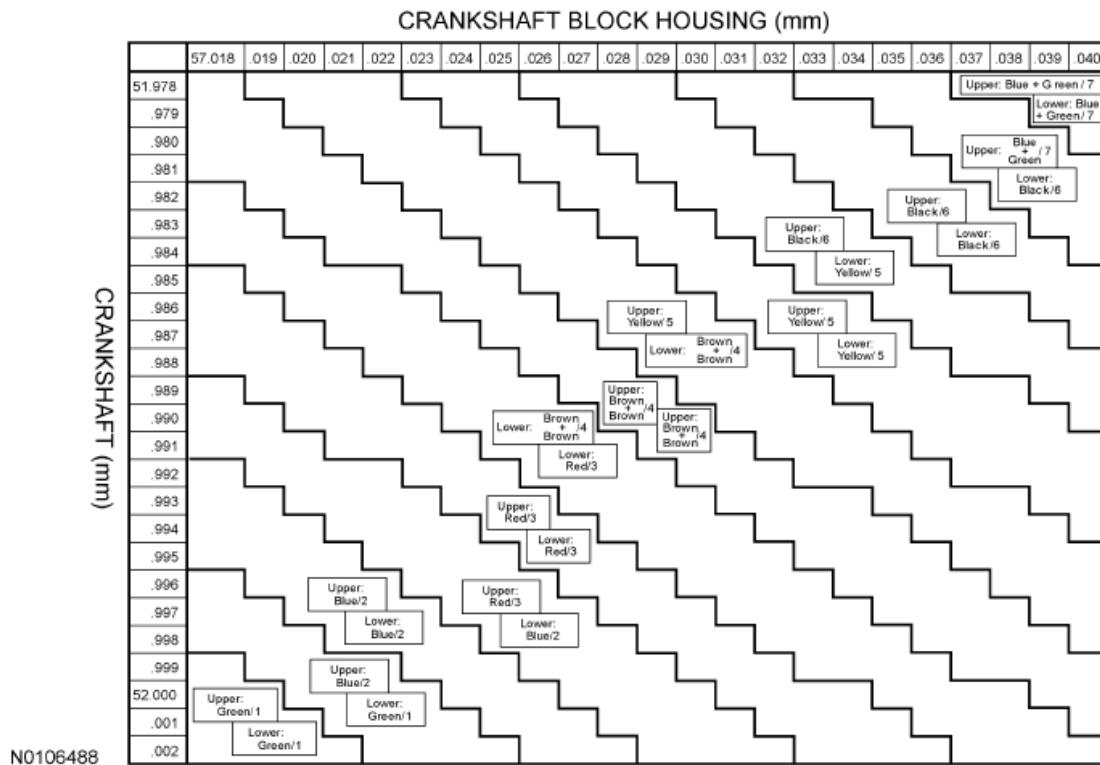 CRANKSHAFT BLOCK HOUSING (mm)
57.018 .019 .020 .021 .022 .023 .024 .025 .026 .027 .028 .029 .030 .031 .032 .033 .034 .035 .036 .037 .038 .039 .040
51.978
Upper: Blue + Green / 7
.979
Lower: Blue
+ Green/ 7
.980
Upper: Blue + Green /7
.981
Lower:
Black/6
.982
Upper:
Black/6
.983
Upper:
Black/6
Lower:
Black/6
.984
Lower:
Yellow/ 5
.985
.986
Upper:
Yellow/ 5
Upper:
Yellow/ 5
.987
Lower: Brown + Brown /4
Lower:
Yellow/ 5
.988
.989
Upper:
Brown + Brown /4
.990
Lower: Brown + Brown /4
Upper:
Brown + Brown /4
.991
Lower:
Red/3
.992
.993
Upper:
Red/3
.994
Lower:
Red/3
.995
.996
Upper:
Blue/2
Upper:
Red/3
.997
Lower:
Blue/2
Lower:
Blue/2
.998
.999
Upper:
Blue/2
52.000
Upper:
Green/1
Lower:
Green/1
.001
Lower:
Green/1
.002
CRANKSHAFT (mm)
N0106488